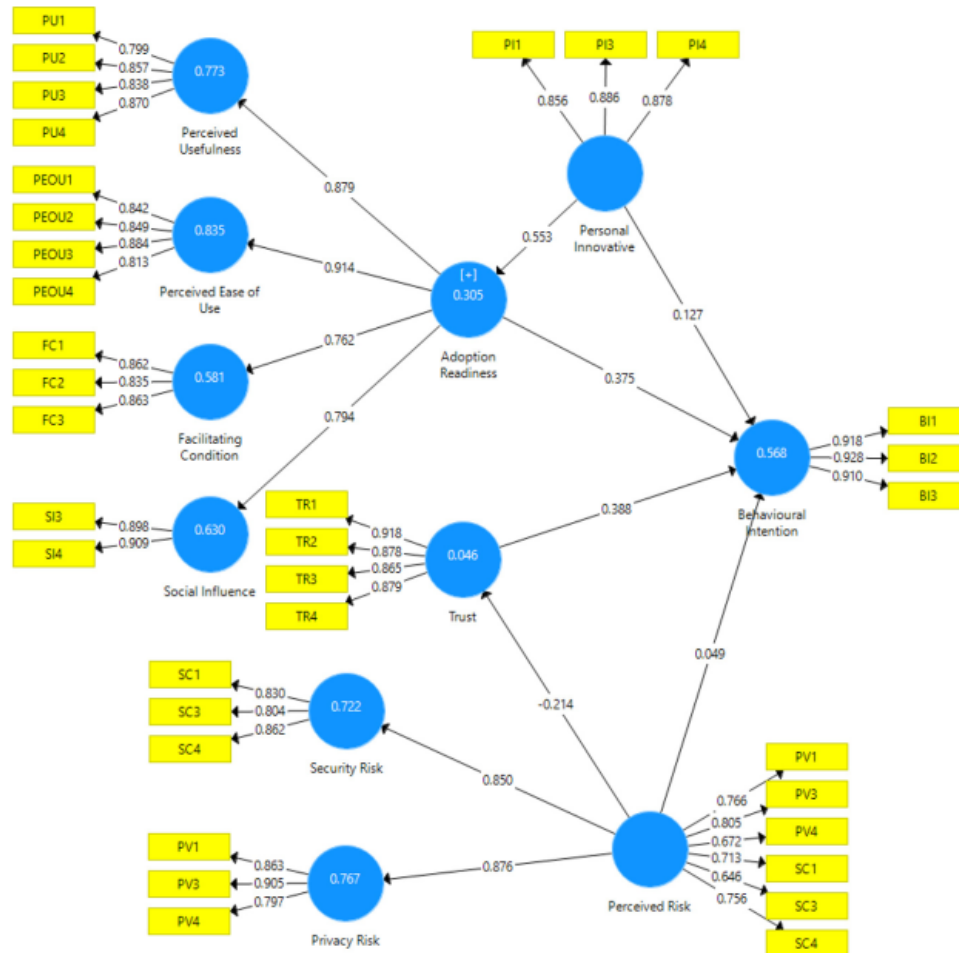 PU1
PU2
PU3
PU4
0.799
0.857
0.838
0.870
0.773
Perceived
Usefulness
PI1
PI3
PI4
0.856
0.886
0.878
Personal
Innovative
PEOU1
PEOU2
PEOU3
PEOU4
0.842
0.849
0.884
0.813
0.835
Perceived Ease of
Use
0.879
0.914
0.762
0.794
0.553
0.127
[+]
0.305
Adoption
Readiness
0.375
FC1
FC2
FC3
0.862
0.835
0.863
0.581
Facilitating
Condition
SI3
SI4
0.898
0.909
0.630
Social Influence
TR1
TR2
TR3
TR4
0.918
0.878
0.865
0.879
0.046
Trust
0.388
0.568
Behavioural
Intention
0.918
0.928
0.910
BI1
BI2
BI3
0.049
-0.214
SC1
SC3
SC4
0.830
0.804
0.862
0.722
Security Risk
0.850
PV1
PV3
PV4
0.863
0.905
0.797
0.767
Privacy Risk
0.876
Perceived Risk
0.766
0.805
0.672
0.713
0.646
0.756
PV1
PV3
PV4
SC1
SC3
SC4